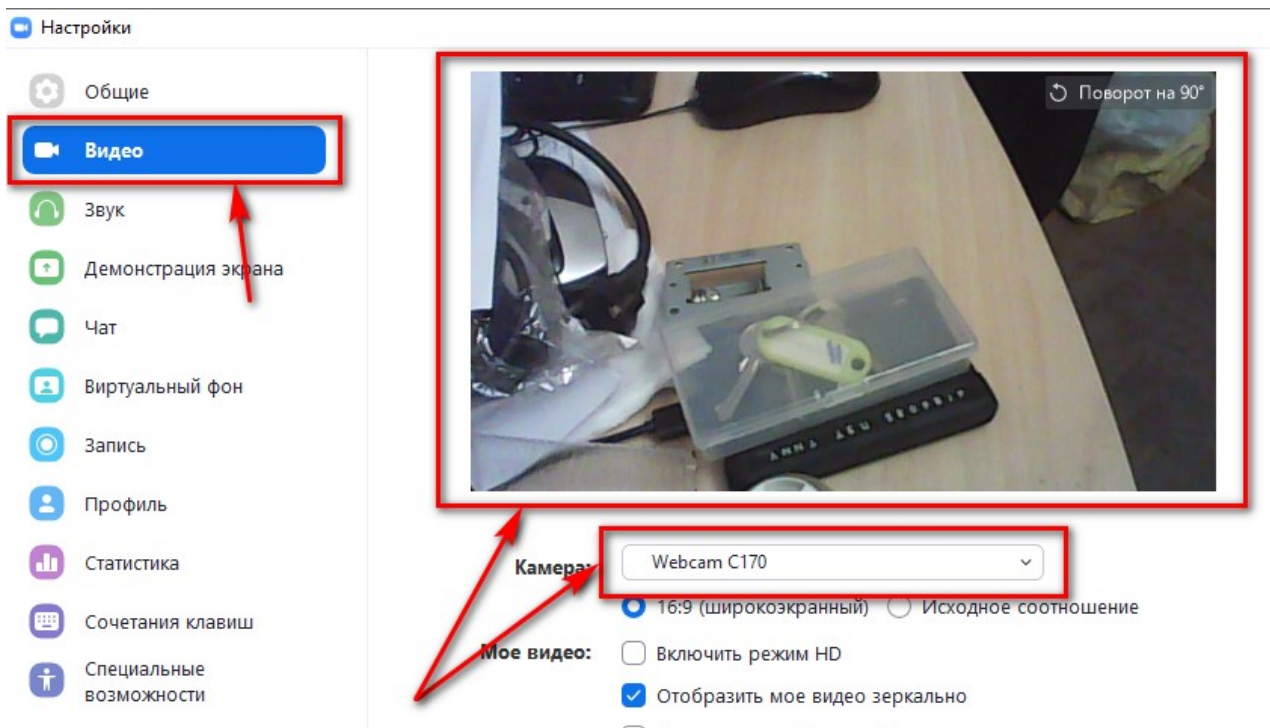 Настройки
Общие
Видео
Звук
Демонстрация экрана
Чат
Виртуальный фон
Запись
Профиль
Статистика
Сочетания клавиш
Специальные
возможности
Поворот на 90°
Камера:
Webcam C170
16:9 (широкоэкранный)
Исходное соотношение
Мое видео:
Включить режим HD
Отобразить мое видео зеркально